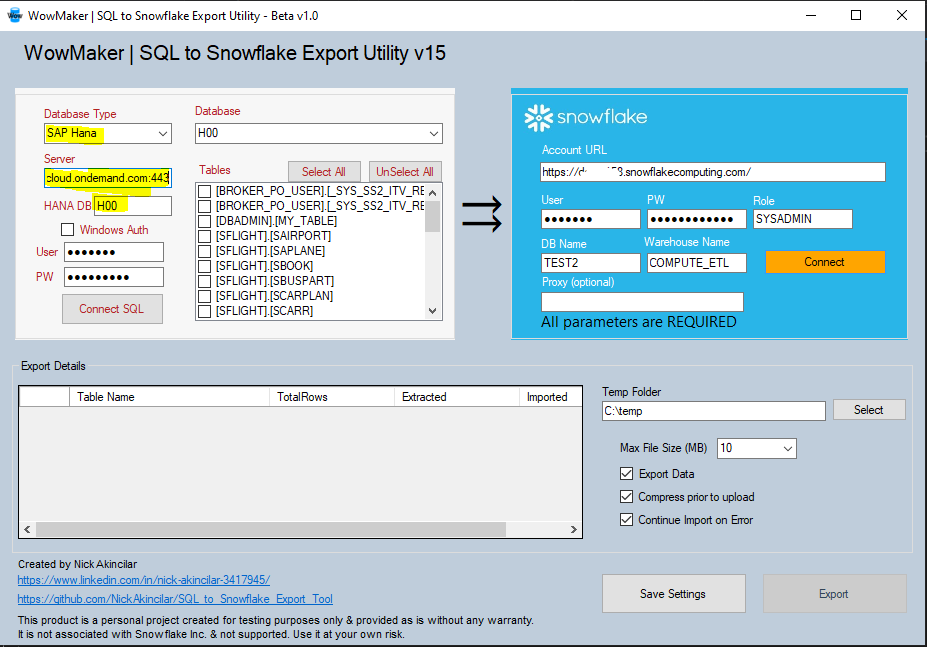 WowMaker | SQL to Snowflake Export Utility - Beta v1.0
WowMaker | SQL to Snowflake Export Utility v15
Database Type
SAP Hana
Server
cloud.ondemand.com:443
HANA DB H00
Windows Auth
User
PW
Connect SQL
Database
H00
Tables
Select All
UnSelect All
[BROKER_PO_USER].[_SYS_SS2_ITV_RE
[BROKER_PO_USER].[_SYS_SS2_ITV_RE
[DBADMIN].[MY_TABLE]
[SFLIGHT].[SAIRPORT]
[SFLIGHT].[SAPLANE]
[SFLIGHT].[SBOOK]
[SFLIGHT].[SBUSPART]
[SFLIGHT].[SCARPLAN]
[SFLIGHT].[SCARR]
snowflake
Account URL
.snowflakecomputing.com/
User
PW
Role
SYSADMIN
DB Name
Warehouse Name
TEST2
COMPUTE_ETL
Connect
Proxy (optional)
All parameters are REQUIRED
Export Details
Table Name TotalRows Extracted Imported
Temp Folder
C:\temp
Select
Max File Size (MB) 10
Export Data
Compress prior to upload
Continue Import on Error
Created by Nick Akincilar
https://www.linkedin.com/in/nick-akincilar-3417945/
https://github.com/NickAkincilar/SQL_to_Snowflake_Export_Tool
This product is a personal project created for testing purposes only & provided as is without any warranty.
It is not associated with Snowflake Inc. & not supported. Use it at your own risk.
Save Settings
Export